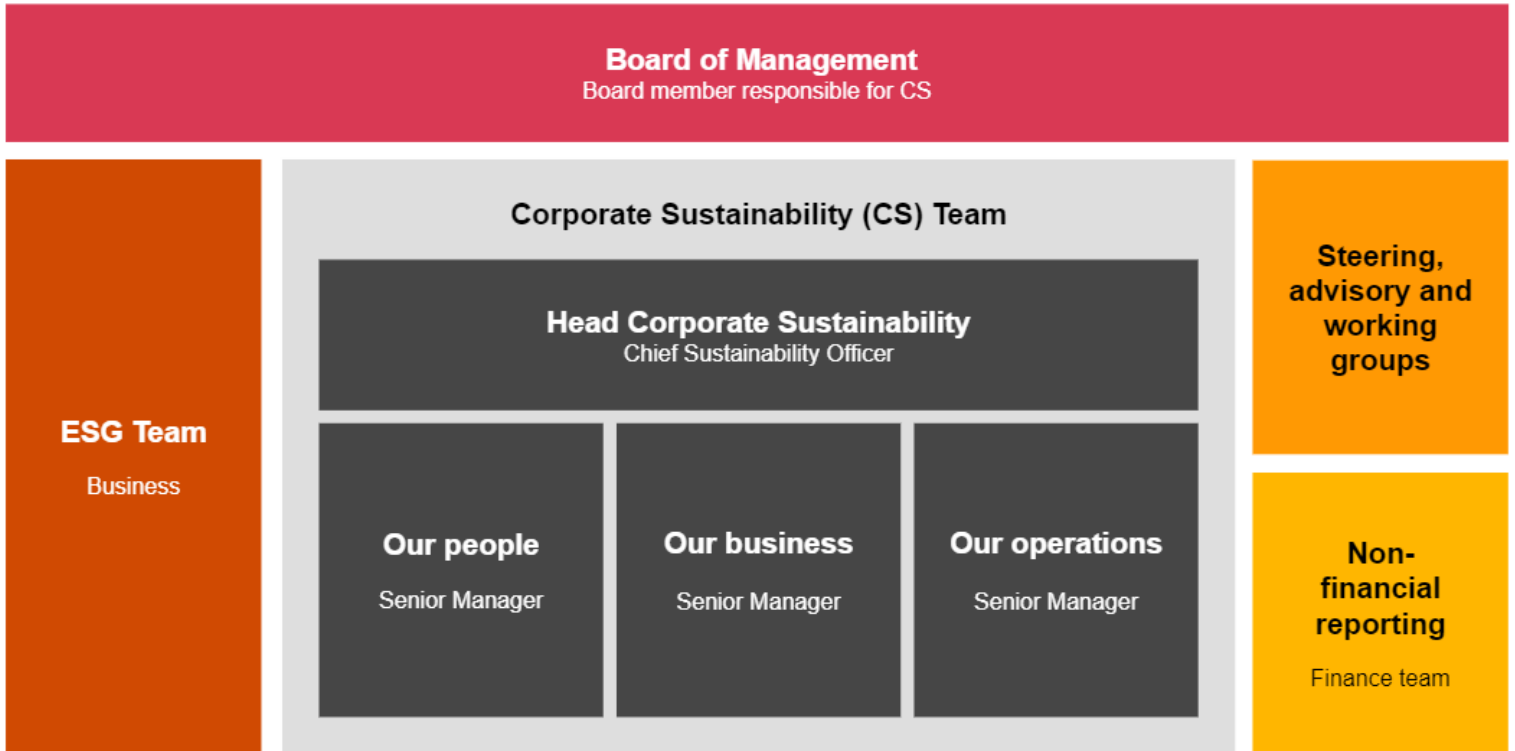 Board of Management
Board member responsible for CS
ESG Team
Business
Corporate Sustainability (CS) Team
Head Corporate Sustainability
Chief Sustainability Officer
Our people
Senior Manager
Our business
Senior Manager
Our operations
Senior Manager
Steering,
advisory and
working
groups
Non-
financial
reporting
Finance team